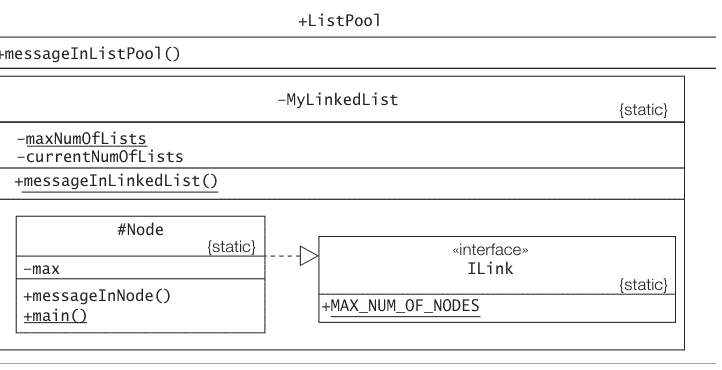 +ListPool
+messageInListPool()
-MyLinkedList
{static}
-maxNumOfLists
-currentNumOfLists
+messageInLinkedList()
#Node
{static}
-max
+messageInNode()
+main()
«interface»
ILink
{static}
+MAX_NUM_OF_NODES